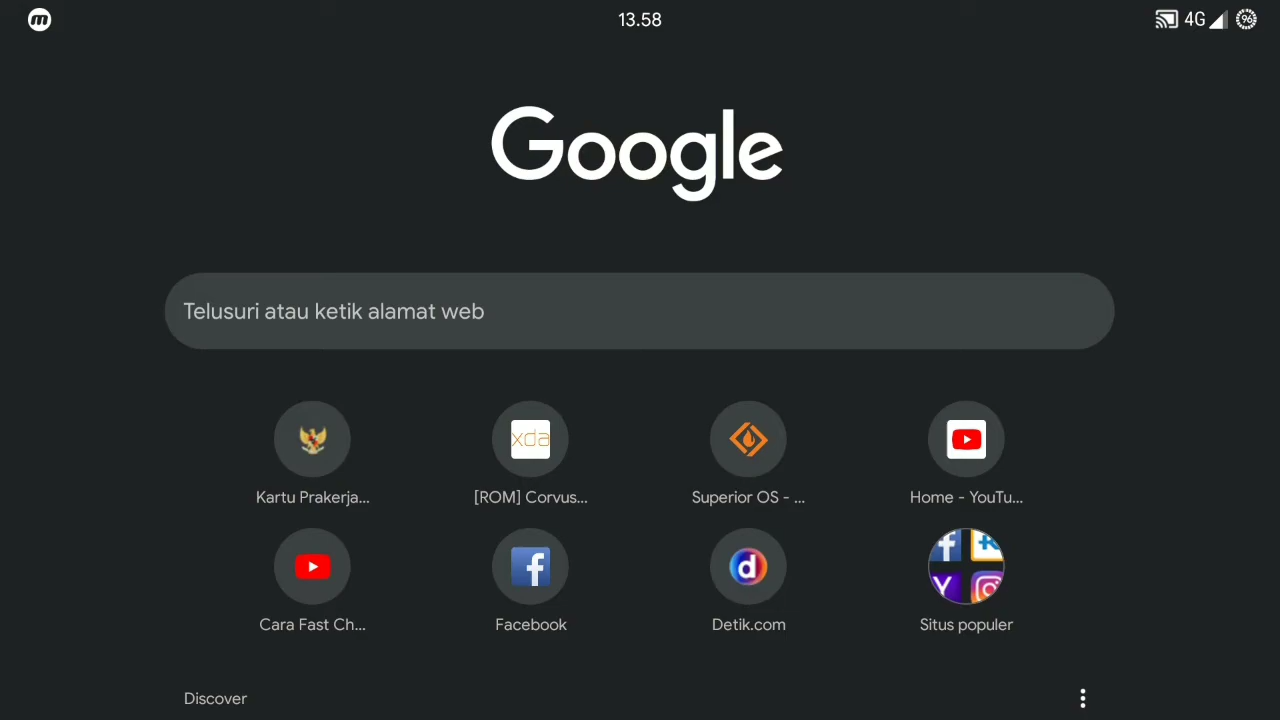 13.58
4G
96
Google
Telusuri atau ketik alamat web
xda
Kartu Prakerja...
[ROM] Corvus...
Superior OS - ...
Home - YouTu...
Cara Fast Ch...
Facebook
Detik.com
Situs populer
Discover